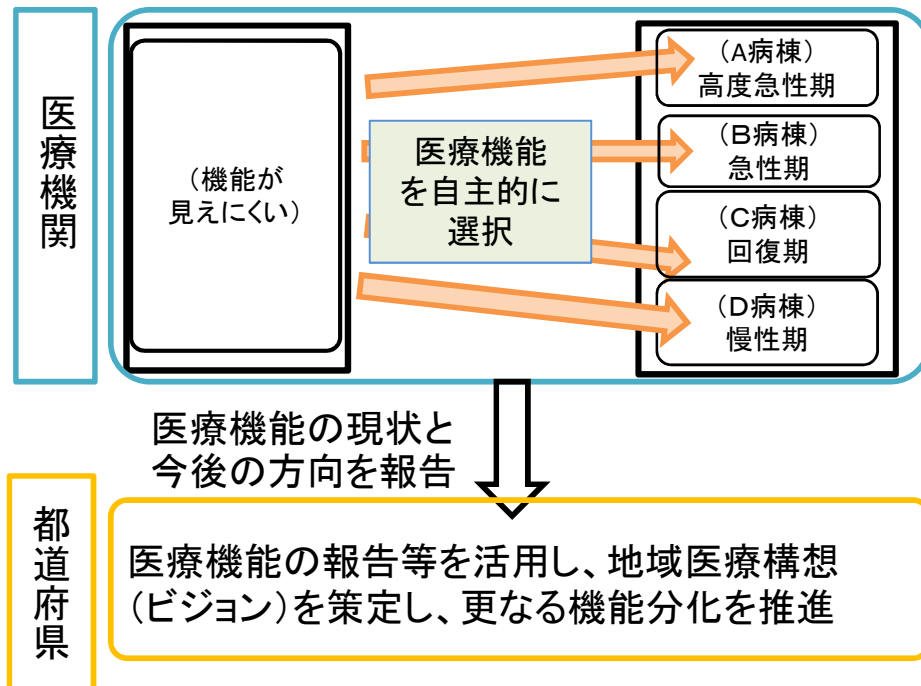 医療機関
(機能が
見えにくい)
医療機能
を自主的に
選択
(A病棟)
高度急性期
(B病棟)
急性期
(C病棟)
回復期
(D病棟)
慢性期
医療機能の現状と
今後の方向を報告
都道府県
医療機能の報告等を活用し、地域医療構想
(ビジョン)を策定し、更なる機能分化を推進